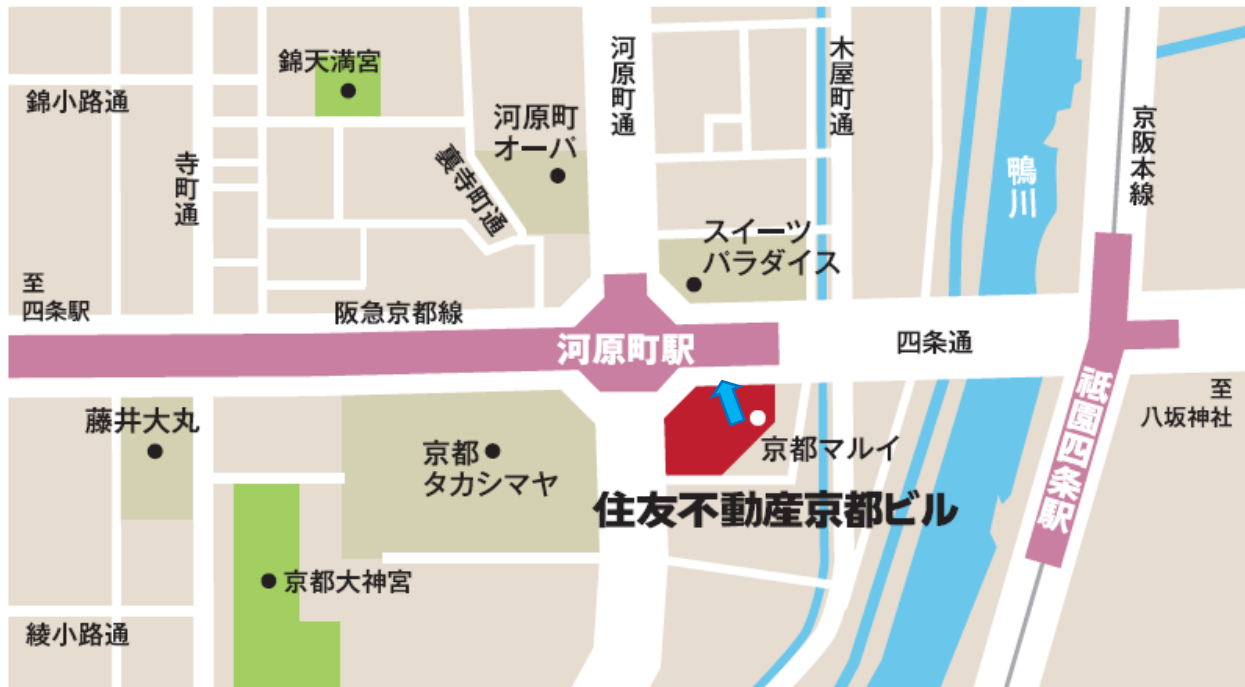 錦天満宮
錦小路通
河原町
オーパ
河原町通
木屋町通
京阪本線
寺町通
裏寺町通
鴨川
スイーツ
パラダイス
至
四条駅
阪急京都線
河原町駅
四条通
祇園四条駅
至
八坂神社
藤井大丸
京都
タカシマヤ
京都マルイ
住友不動産京都ビル
京都大神宮
綾小路通